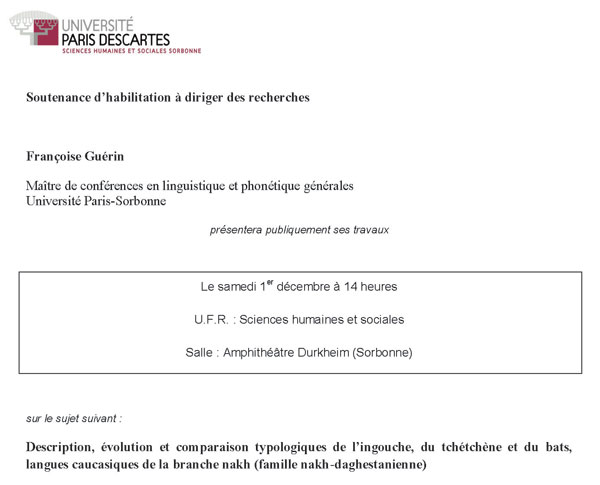 UNIVERSITÉ
PARIS DESCARTES
SCIENCES HUMAINES ET SOCIALES SORBONNE
Soutenance d’habilitation à diriger des recherches
Françoise Guérin
Maître de conférences en linguistique et phonétique générales
Université Paris-Sorbonne
présentera publiquement ses travaux
Le samedi 1er décembre à 14 heures
U.F.R. : Sciences humaines et sociales
Salle : Amphithéâtre Durkheim (Sorbonne)
sur le sujet suivant :
Description, évolution et comparaison typologiques de l’ingouche, du tchétchène et du bats,
langues caucasiques de la branche nakh (famille nakh-daghestanienne)